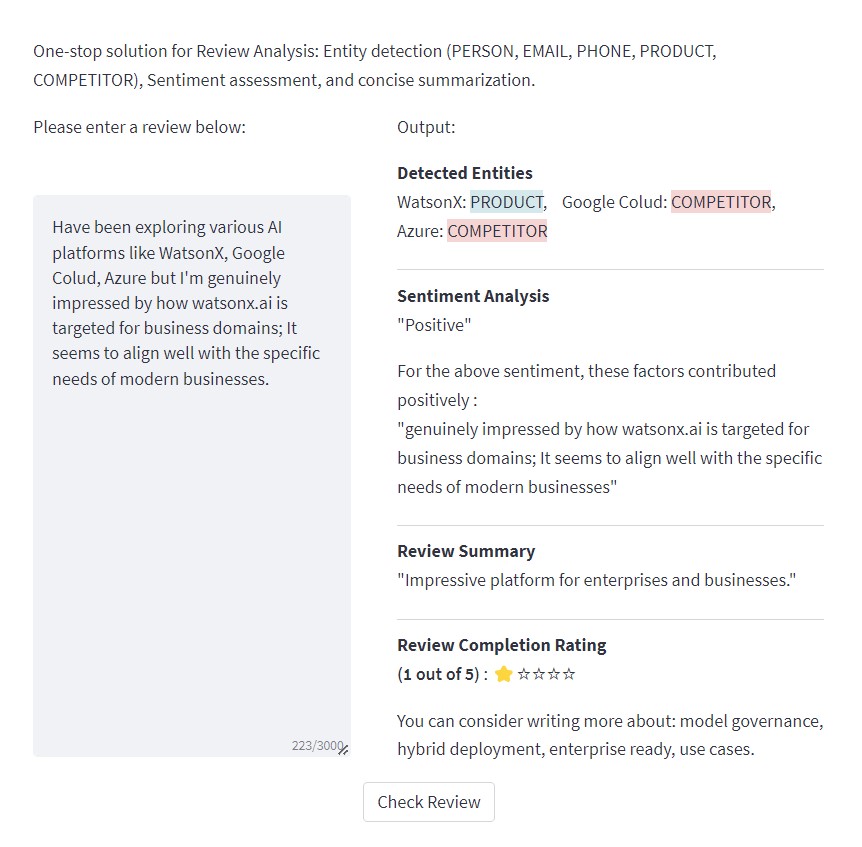 One-stop solution for Review Analysis: Entity detection (PERSON, EMAIL, PHONE, PRODUCT,
COMPETITOR), Sentiment assessment, and concise summarization.
Please enter a review below:
Have been exploring various AI
platforms like WatsonX, Google
Colud, Azure but I'm genuinely
impressed by how watsonx.ai is
targeted for business domains; It
seems to align well with the specific
needs of modern businesses.
223/3000
Output:
Detected Entities
WatsonX: PRODUCT, Google Colud: COMPETITOR,
Azure: COMPETITOR
Sentiment Analysis
"Positive"
For the above sentiment, these factors contributed
positively :
"genuinely impressed by how watsonx.ai is targeted for
business domains; It seems to align well with the specific
needs of modern businesses"
Review Summary
"Impressive platform for enterprises and businesses."
Review Completion Rating
(1 out of 5) : ⭐☆☆☆☆
You can consider writing more about: model governance,
hybrid deployment, enterprise ready, use cases.
Check Review